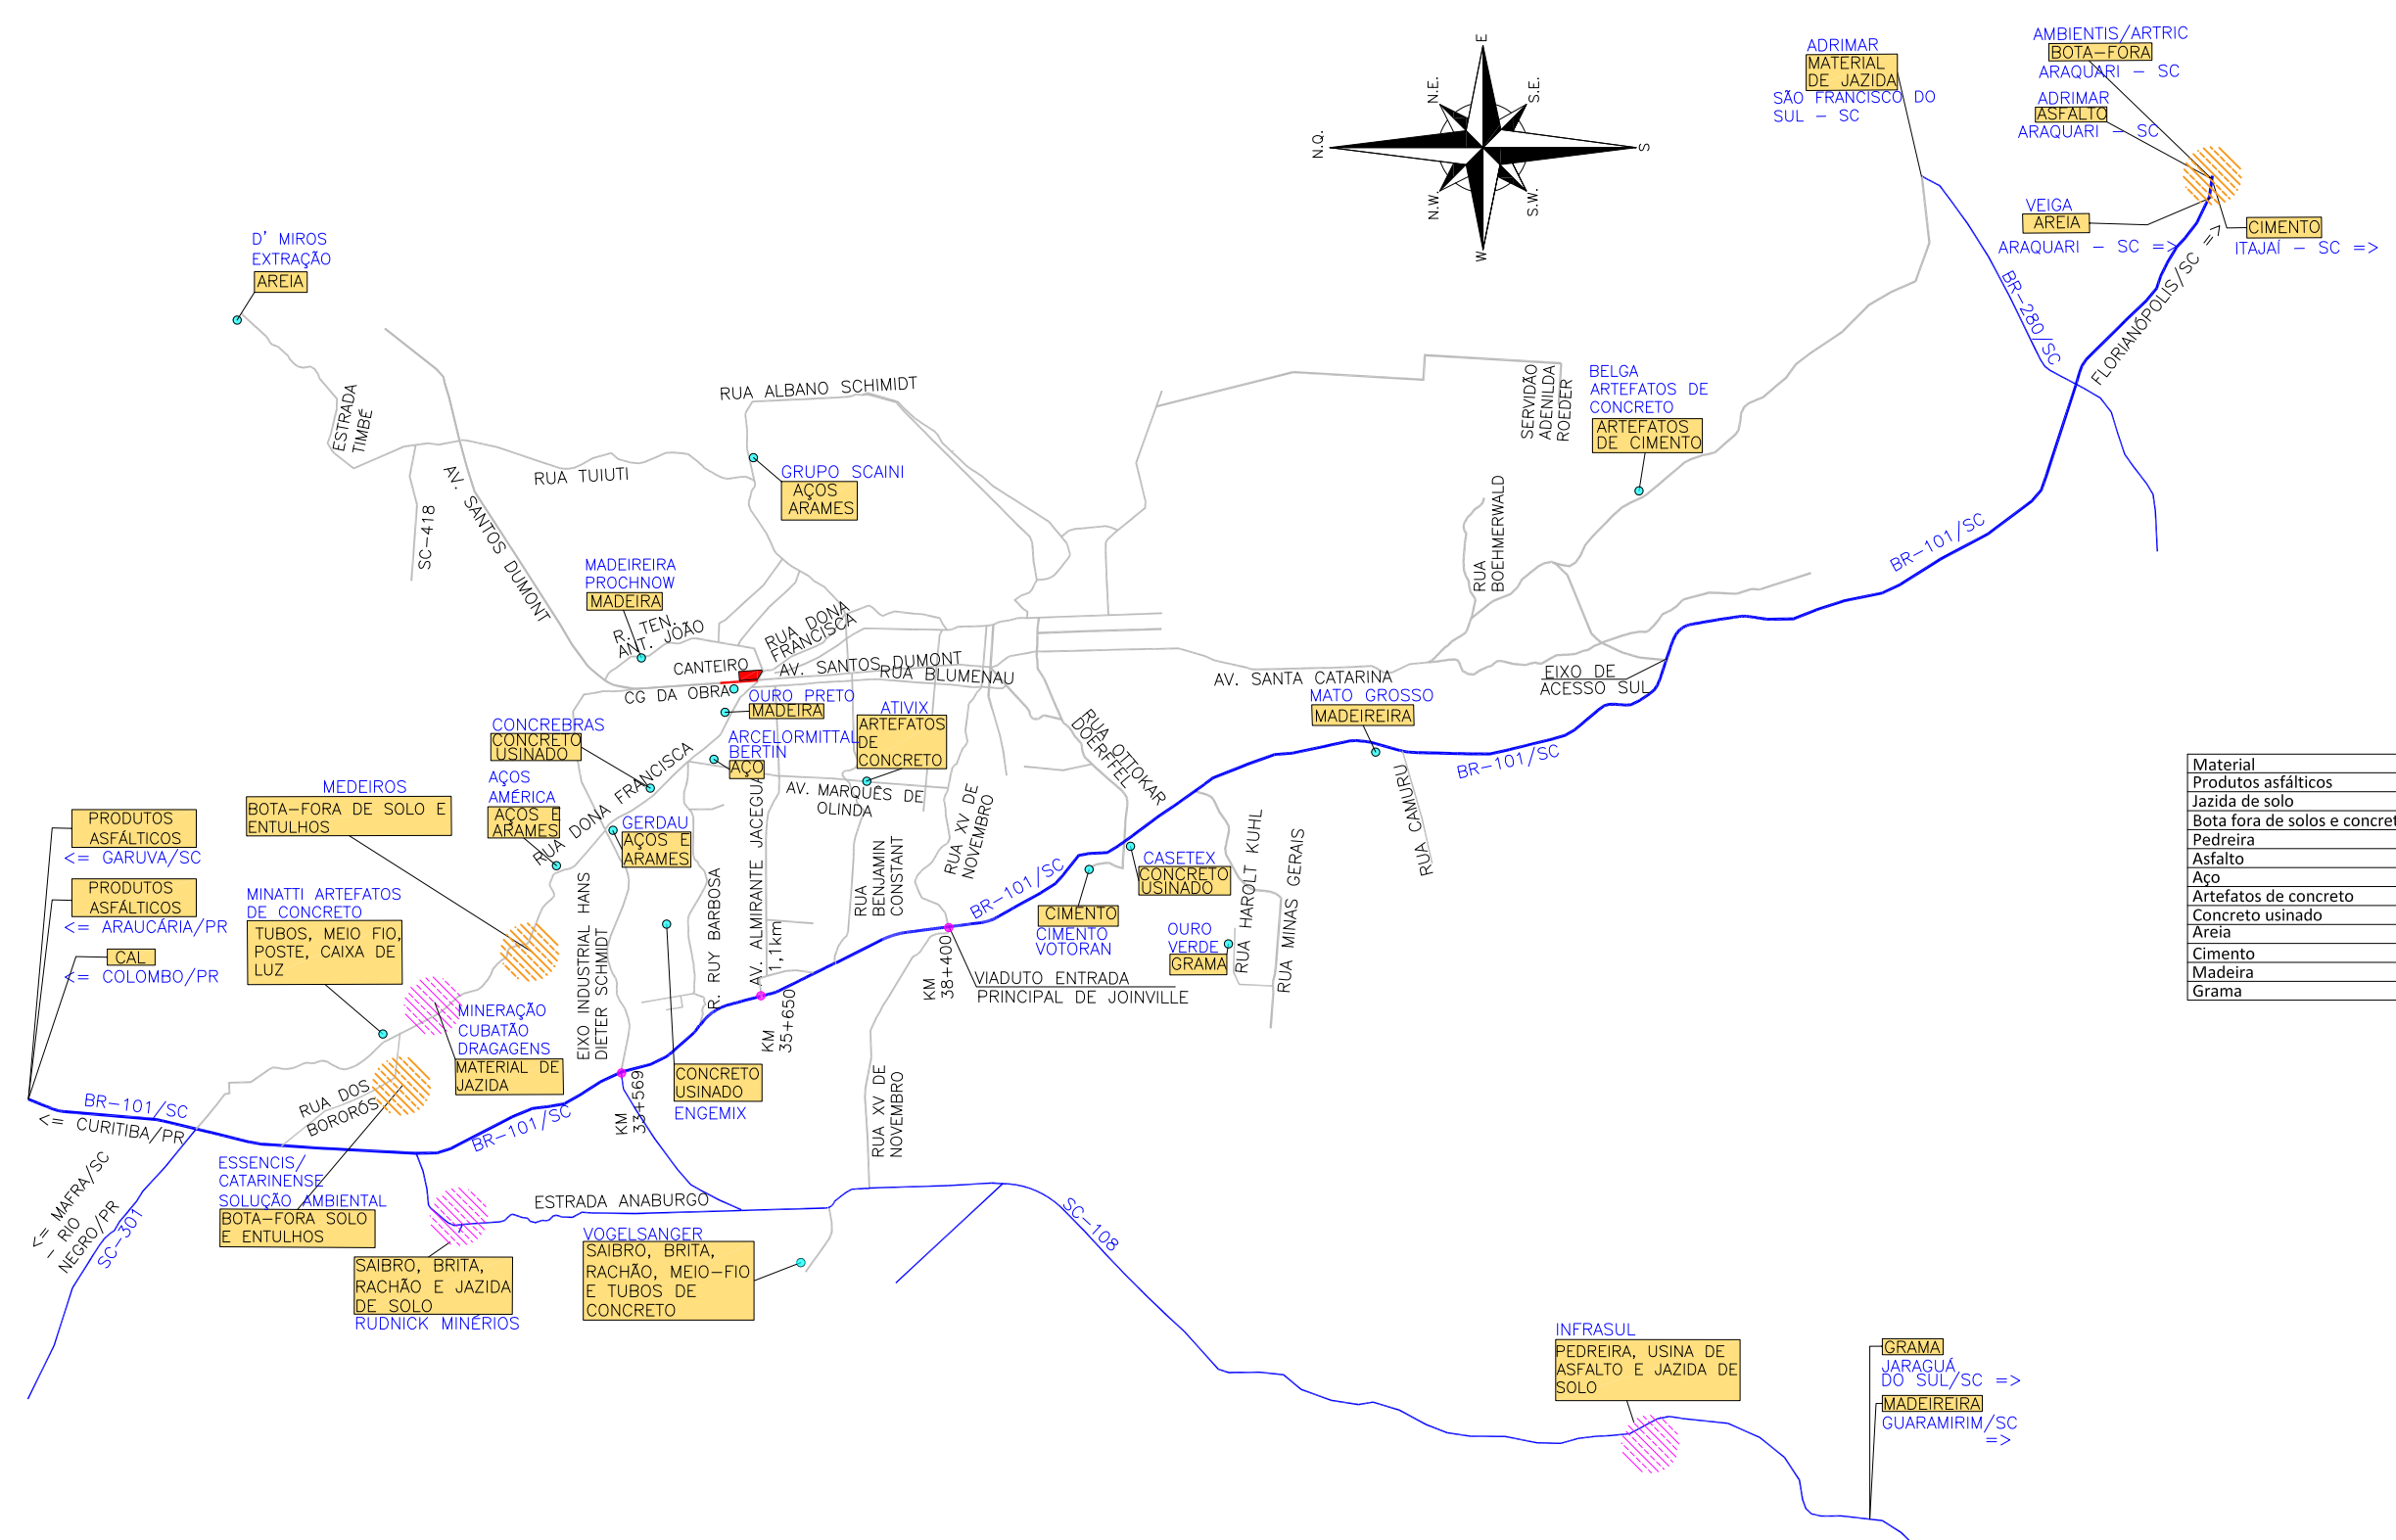 E
N.E.
S.E.
N.O.
S
N.W.
S.W.
W
ADRIMAR
MATERIAL
DE JAZIDA
SÃO FRANCISCO DO
SUL – SC
AMBIENTIS/ARTRIC
BOTA–FORA
ARAQUARI – SC
ADRIMAR
ASFALTO
ARAQUARI – SC
VEIGA
AREIA
ARAQUARI – SC =>
CIMENTO
ITAJAÍ – SC =>
FLORIANÓPOLIS/SC =>
BR–280/SC
D' MIROS
EXTRAÇÃO
AREIA
ESTRADA
TIMBÉ
RUA ALBANO SCHIMIDT
RUA TUIUTI
SC–418
AV. SANTOS DUMONT
GRUPO SCAINI
AÇOS
ARAMES
SERVIDÃO
ADENILDA
ROEDER
BELGA
ARTEFATOS DE
CONCRETO
ARTEFATOS
DE CIMENTO
RUA
BOEHMERWALD
BR–101/SC
MADEIREIRA
PROCHNOW
MADEIRA
R. TEN.
ANT. JOÃO
RUA DONA
FRANCISCA
CANTEIRO
CG DA OBRA
AV. SANTOS DUMONT
RUA BLUMENAU
AV. SANTA CATARINA
EIXO DE
ACESSO SUL
OURO PRETO
MADEIRA
MATO GROSSO
MADEIREIRA
BR–101/SC
RUA CAMURU
CONCREBRAS
CONCRETO
USINADO
ARCELORMITTAL
BERTIN
AÇO
ATIVIX
ARTEFATOS
DE
CONCRETO
RUA OTTOKAR
DOERFFEL
AÇOS
AMÉRICA
AÇOS E
ARAMES
RUA DONA FRANCISCA
GERDAU
AÇOS E
ARAMES
AV. MARQUÊS DE
OLINDA
MEDEIROS
BOTA–FORA DE SOLO E
ENTULHOS
PRODUTOS
ASFÁLTICOS
<= GARUVA/SC
PRODUTOS
ASFÁLTICOS
<= ARAUCÁRIA/PR
CAL
<= COLOMBO/PR
MINATTI ARTEFATOS
DE CONCRETO
TUBOS, MEIO FIO,
POSTE, CAIXA DE
LUZ
EIXO INDUSTRIAL HANS
DIETER SCHMIDT
R. RUY BARBOSA
AV. ALMIRANTE JACEGUA
1,1km
RUA
BENJAMIN
CONSTANT
RUA XV DE
NOVEMBRO
BR–101/SC
CASETEX
CONCRETO
USINADO
CIMENTO
CIMENTO
VOTORAN
OURO
VERDE
GRAMA
RUA HAROLT KUHL
RUA MINAS GERAIS
KM
38+400
VIADUTO ENTRADA
PRINCIPAL DE JOINVILLE
KM
35+650
KM
33+569
MINERAÇÃO
CUBATÃO
DRAGAGENS
MATERIAL DE
JAZIDA
CONCRETO
USINADO
ENGEMIX
RUA XV DE
NOVEMBRO
BR–101/SC
<= CURITIBA/PR
RUA DOS
BORORÓS
BR–101/SC
<= MAFRA/SC
– RIO
NEGRO/PR
SC–301
ESSENCIS/
CATARINENSE
SOLUÇÃO AMBIENTAL
BOTA–FORA SOLO
E ENTULHOS
SAIBRO, BRITA,
RACHÃO E JAZIDA
DE SOLO
RUDNICK MINÉRIOS
ESTRADA ANABURGO
VOGELSANGER
SAIBRO, BRITA,
RACHÃO, MEIO–FIO
E TUBOS DE
CONCRETO
SC–108
INFRASUL
PEDREIRA, USINA DE
ASFALTO E JAZIDA DE
SOLO
GRAMA
JARAGUÁ
DO SUL/SC =>
MADEIREIRA
GUARAMIRIM/SC
=>
Material
Produtos asfálticos
Jazida de solo
Bota fora de solos e concret
Pedreira
Asfalto
Aço
Artefatos de concreto
Concreto usinado
Areia
Cimento
Madeira
Grama